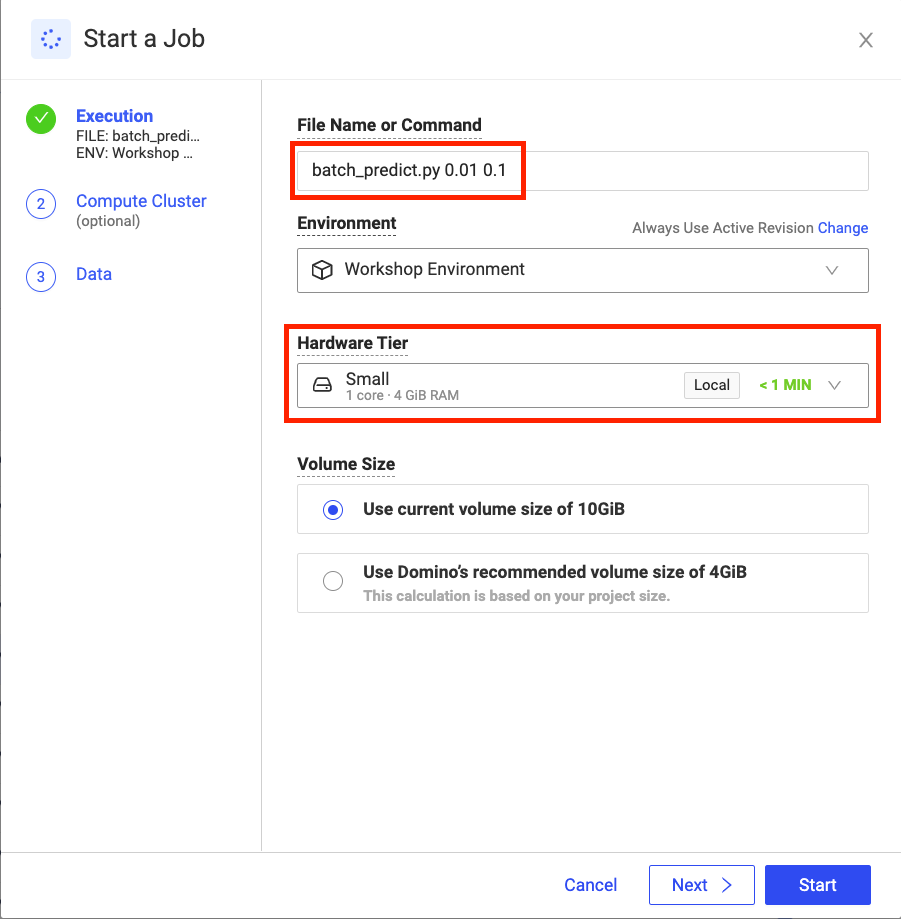 Start a Job
Execution
FILE: batch_predi...
ENV: Workshop ...
2
Compute Cluster
(optional)
3
Data
File Name or Command
batch_predict.py 0.01 0.1
Environment
Always Use Active Revision Change
Workshop Environment
Hardware Tier
Small
1 core · 4 GiB RAM
Local
< 1 MIN
Volume Size
Use current volume size of 10GiB
Use Domino’s recommended volume size of 4GiB
This calculation is based on your project size.
Cancel
Next
Start